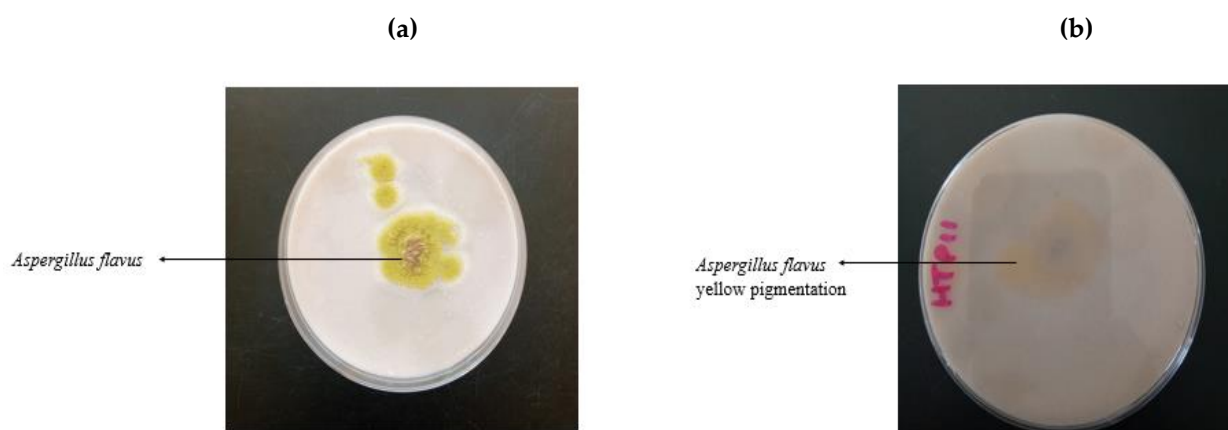 (a)
(b)
Aspergillus flavus
Aspergillus flavus
yellow pigmentation
HTP11